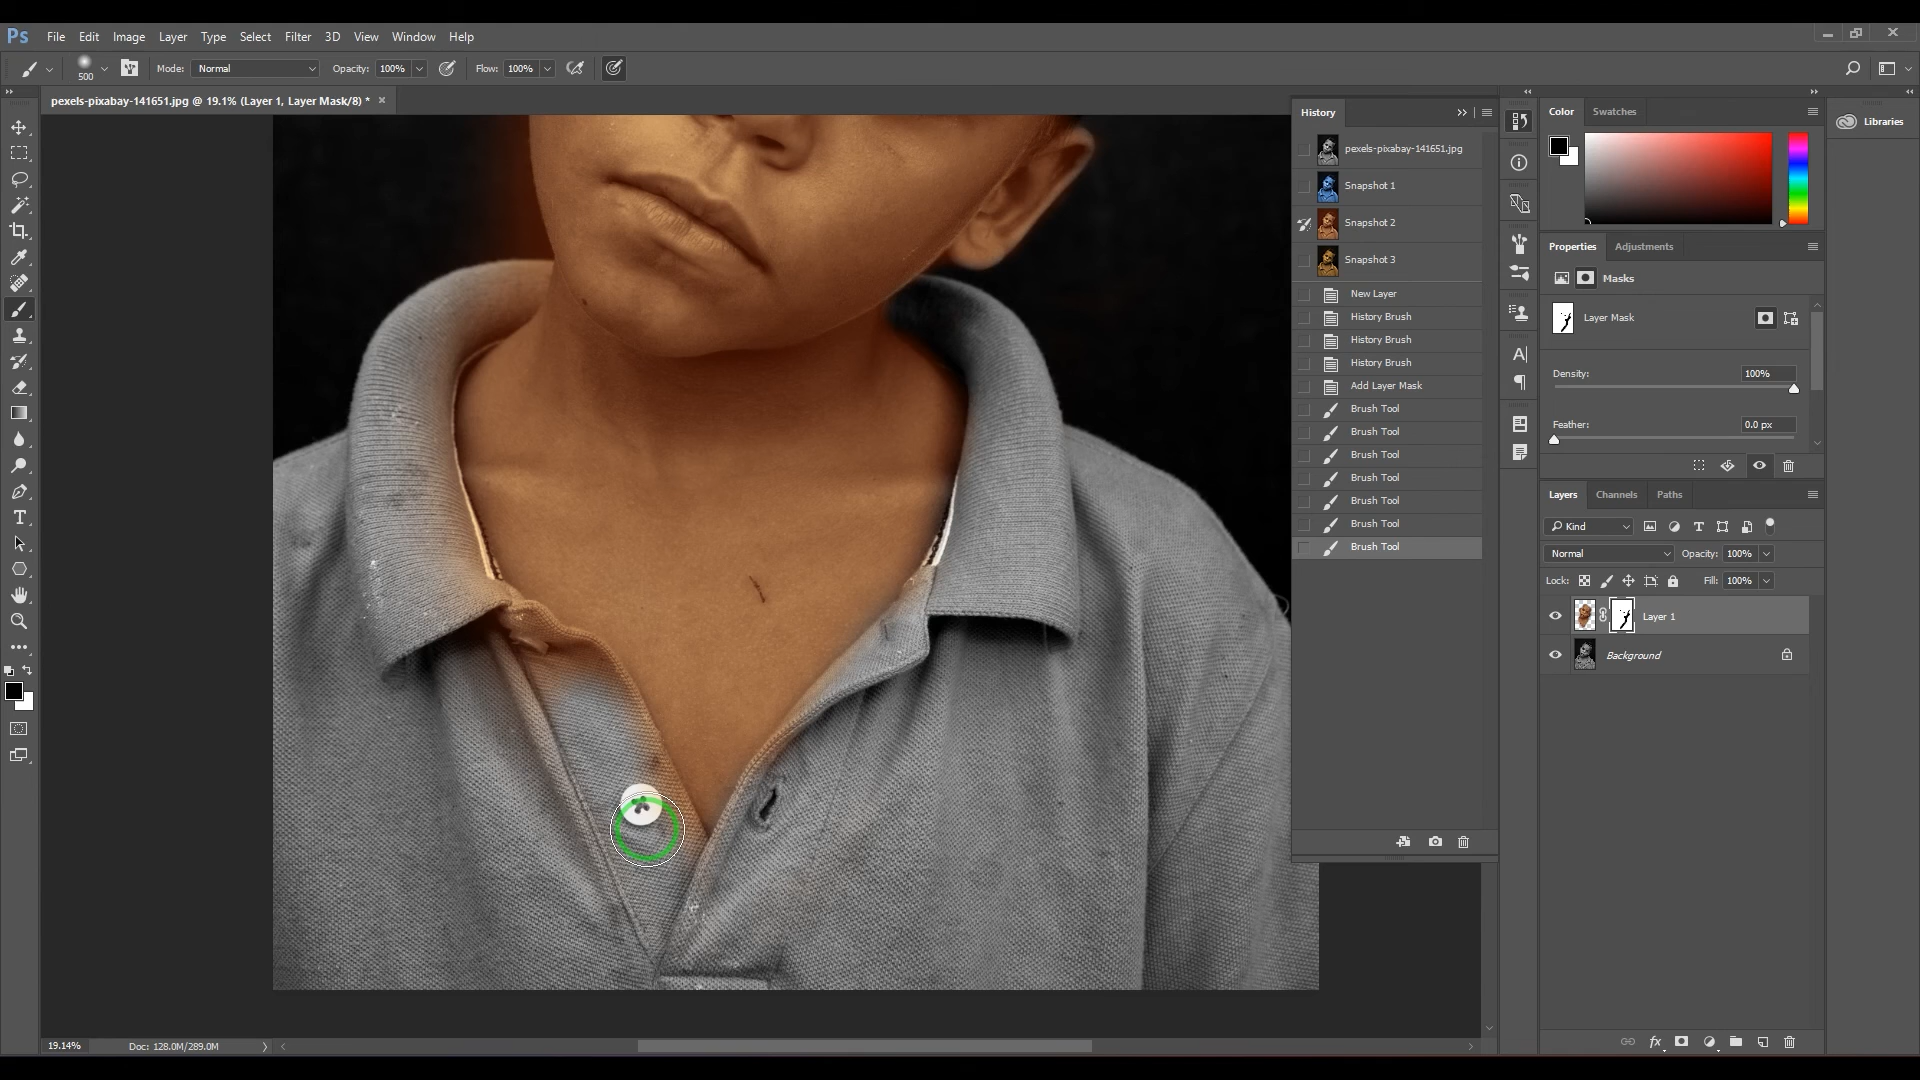 Ps File Edit Image Layer Type Select Filter 3D View Window Help
500 Mode: Normal Opacity: 100% Flow: 100%
pexels-pixabay-141651.jpg @ 19.1% (Layer 1, Layer Mask/8) *
History
pexels-pixabay-141651.jpg
Snapshot 1
Snapshot 2
Snapshot 3
New Layer
History Brush
History Brush
History Brush
Add Layer Mask
Brush Tool
Brush Tool
Brush Tool
Brush Tool
Brush Tool
Brush Tool
Brush Tool
Color Swatches
Libraries
Properties Adjustments
Masks
Layer Mask
Density: 100%
Feather: 0.0 px
Layers Channels Paths
Kind
Normal Opacity: 100%
Lock: Fill: 100%
Layer 1
Background
fx
19.14% Doc: 128.0M/289.0M